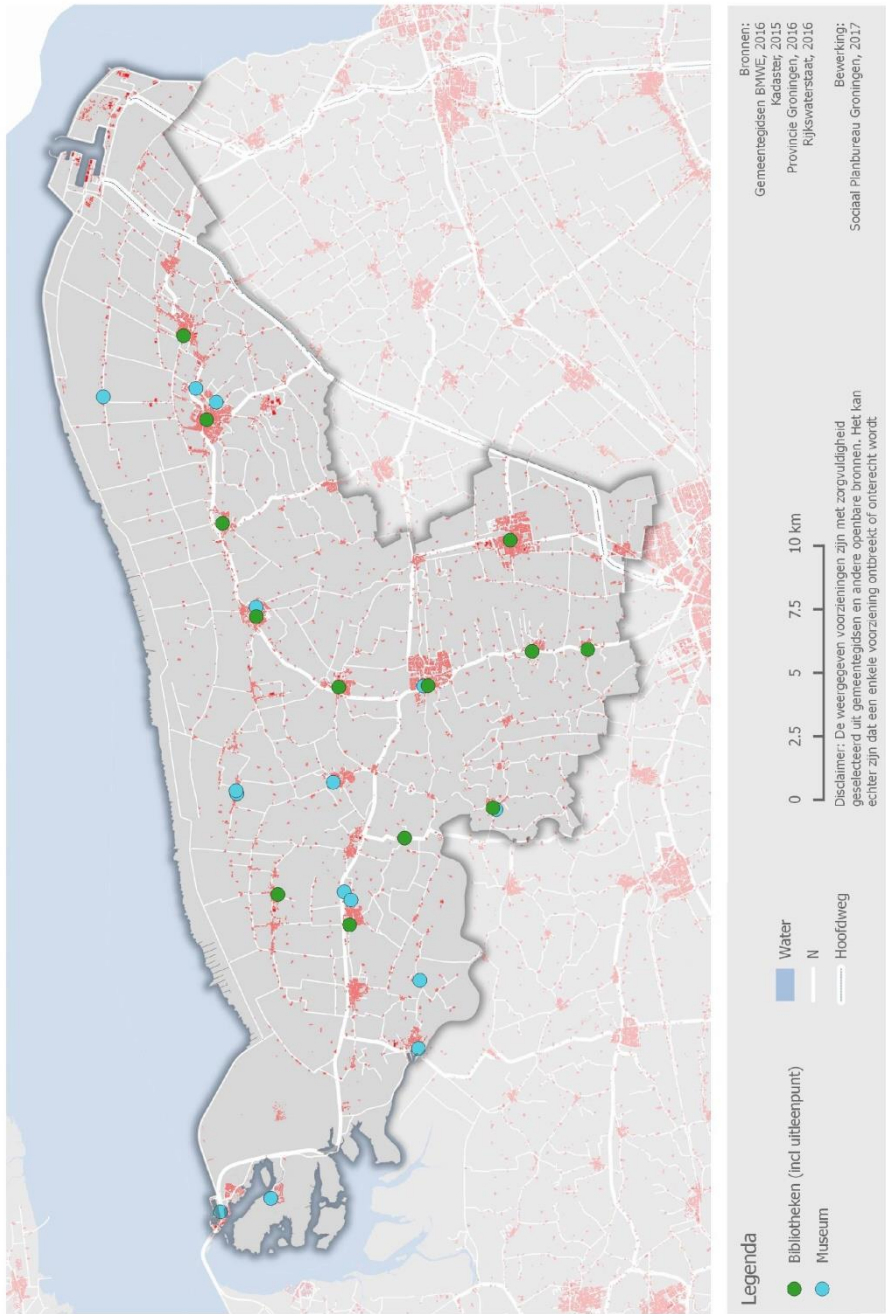 Legenda
Bibliotheken (incl uitleenpunt)
Museum
Water
N
Hoofdweg
0 2.5 5 7.5 10 km
Disclaimer: De weergegeven voorzieningen zijn met zorgvuldigheid
geselecteerd uit gemeentegidsen en andere openbare bronnen. Het kan
echter zijn dat een enkele voorziening ontbreekt of onterecht wordt
Bronnen:
Gemeentegidsen BMWE, 2016
Kadaster, 2015
Provincie Groningen, 2016
Rijkswaterstaat, 2016
Bewerking:
Sociaal Planbureau Groningen, 2017